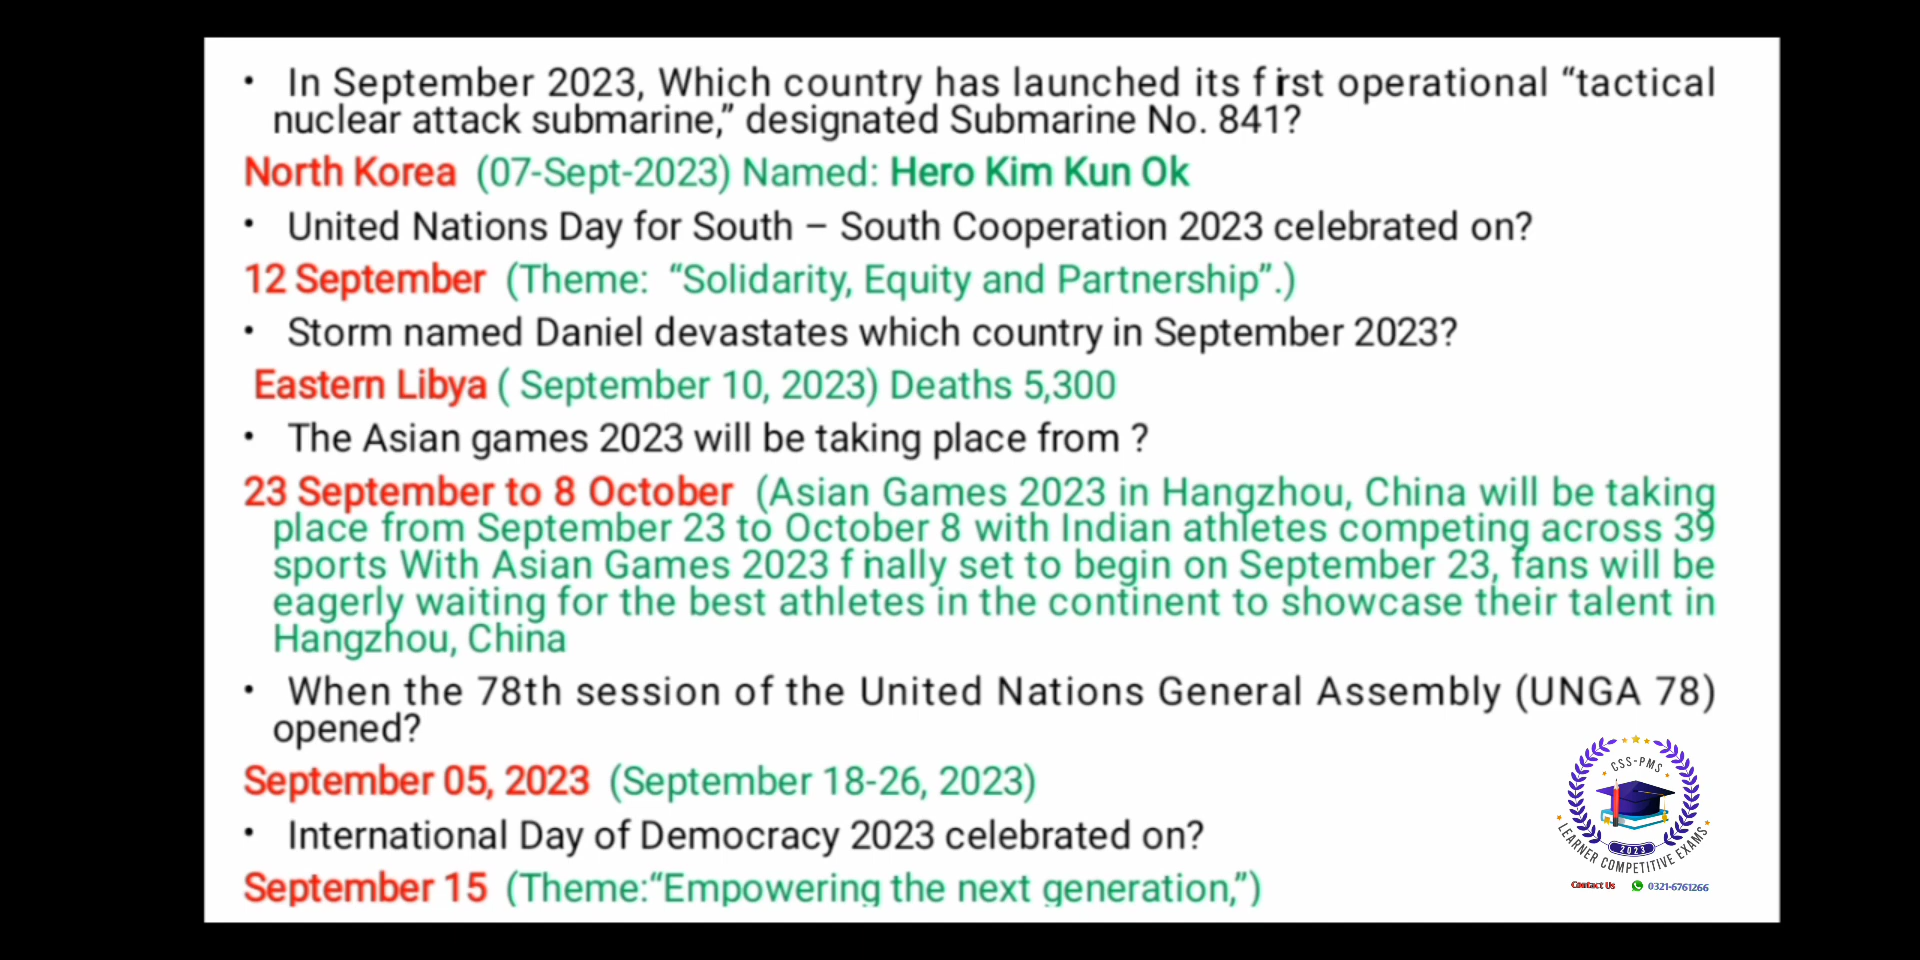 • In September 2023, Which country has launched its first operational “tactical
nuclear attack submarine,” designated Submarine No. 841?
North Korea (07-Sept-2023) Named: Hero Kim Kun Ok
• United Nations Day for South – South Cooperation 2023 celebrated on?
12 September (Theme: “Solidarity, Equity and Partnership”.)
• Storm named Daniel devastates which country in September 2023?
Eastern Libya ( September 10, 2023) Deaths 5,300
• The Asian games 2023 will be taking place from ?
23 September to 8 October (Asian Games 2023 in Hangzhou, China will be taking
place from September 23 to October 8 with Indian athletes competing across 39
sports With Asian Games 2023 finally set to begin on September 23, fans will be
eagerly waiting for the best athletes in the continent to showcase their talent in
Hangzhou, China
• When the 78th session of the United Nations General Assembly (UNGA 78)
opened?
September 05, 2023 (September 18-26, 2023)
• International Day of Democracy 2023 celebrated on?
September 15 (Theme:“Empowering the next generation,”)
CSS-PMS
2023
LEARNER COMPETITIVE EXAMS
Contact Us 0321-6761266